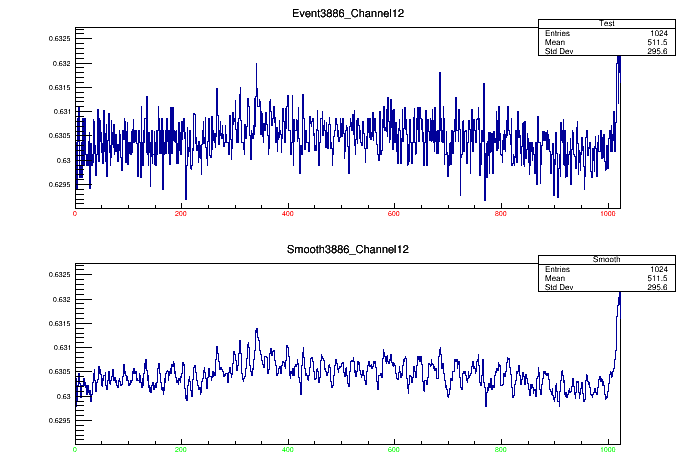 Event3886_Channel12
Test
Entries 1024
Mean 511.5
Std Dev 295.6
0.6325
0.632
0.6315
0.631
0.6305
0.63
0.6295
0 200 400 600 800 1000
Smooth3886_Channel12
Smooth
Entries 1024
Mean 511.5
Std Dev 295.6
0.6325
0.632
0.6315
0.631
0.6305
0.63
0.6295
0 200 400 600 800 1000